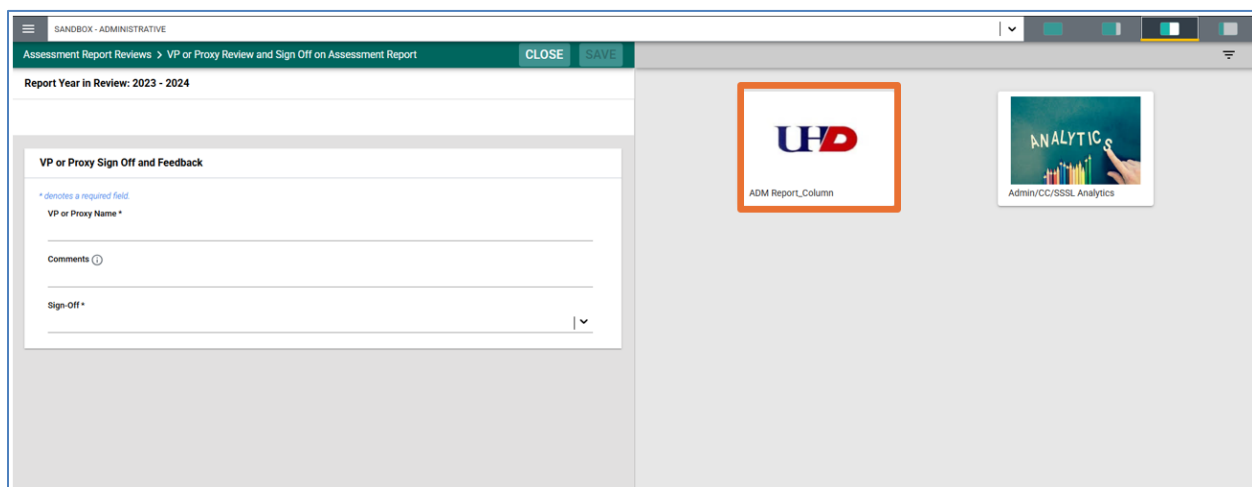 SANDBOX - ADMINISTRATIVE
Assessment Report Reviews > VP or Proxy Review and Sign Off on Assessment Report
CLOSE
SAVE
Report Year in Review: 2023 - 2024
VP or Proxy Sign Off and Feedback
* denotes a required field.
VP or Proxy Name *
Comments
Sign-Off *
UHD
ADM Report_Column
ANALYTICS
Admin/CC/SSSL Analytics